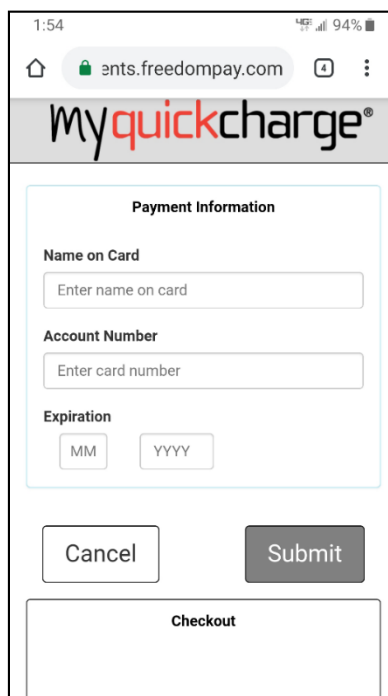 1:54 4GE 94%
ents.freedompay.com 4
Myquickcharge®
Payment Information
Name on Card
Enter name on card
Account Number
Enter card number
Expiration
MM YYYY
Cancel Submit
Checkout